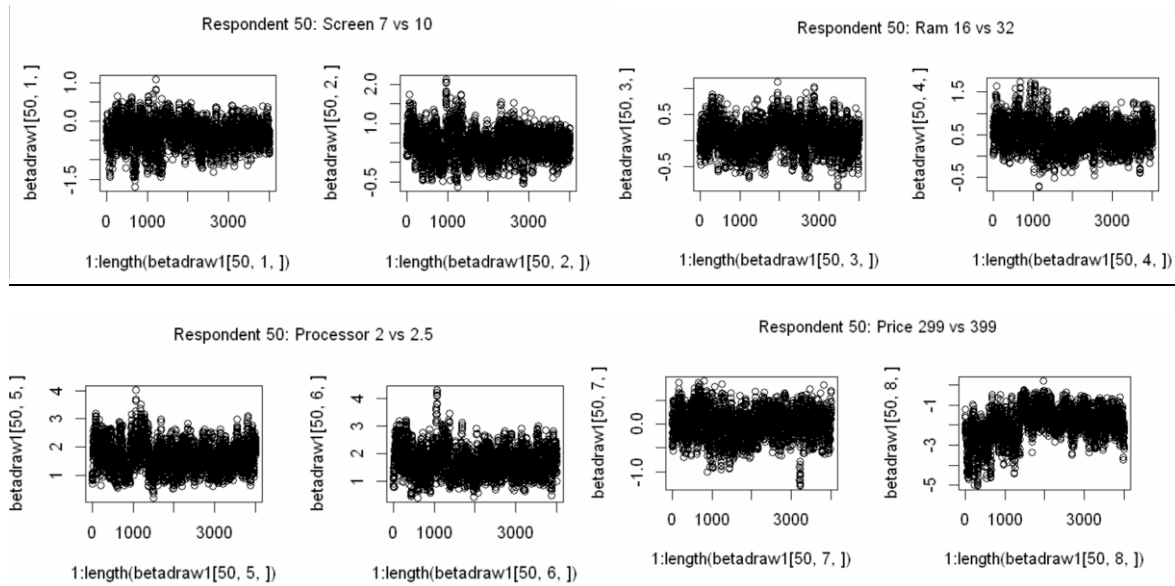 Respondent 50: Screen 7 vs 10
betadraw1[50, 1, ]
1.0
0.0
-1.5
0 1000 3000
1:length(betadraw1[50, 1, ])
betadraw1[50, 2, ]
2.0
1.0
-0.5
0 1000 3000
1:length(betadraw1[50, 2, ])
Respondent 50: Ram 16 vs 32
betadraw1[50, 3, ]
0.5
-0.5
0 1000 3000
1:length(betadraw1[50, 3, ])
betadraw1[50, 4, ]
1.5
0.5
-0.5
0 1000 3000
1:length(betadraw1[50, 4, ])
Respondent 50: Processor 2 vs 2.5
betadraw1[50, 5, ]
4
3
2
1
0 1000 3000
1:length(betadraw1[50, 5, ])
betadraw1[50, 6, ]
4
3
2
1
0 1000 3000
1:length(betadraw1[50, 6, ])
Respondent 50: Price 299 vs 399
betadraw1[50, 7, ]
0.0
-1.0
0 1000 3000
1:length(betadraw1[50, 7, ])
betadraw1[50, 8, ]
-1
-3
-5
0 1000 3000
1:length(betadraw1[50, 8, ])